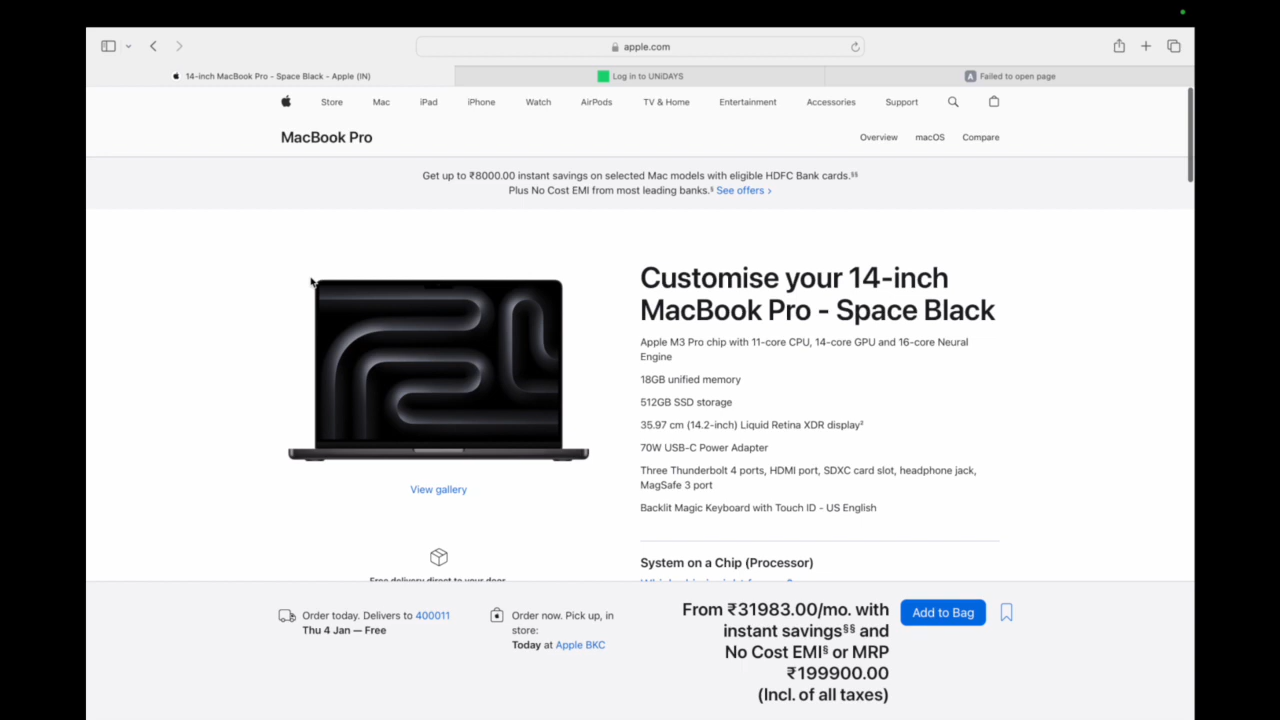 apple.com
14-inch MacBook Pro - Space Black - Apple (IN)
Log in to UNiDAYS
A Failed to open page
Store Mac iPad iPhone Watch AirPods TV & Home Entertainment Accessories Support
MacBook Pro
Overview macOS Compare
Get up to ₹8000.00 instant savings on selected Mac models with eligible HDFC Bank cards.§§
Plus No Cost EMI from most leading banks.§ See offers ›
Customise your 14-inch
MacBook Pro - Space Black
Apple M3 Pro chip with 11-core CPU, 14-core GPU and 16-core Neural
Engine
18GB unified memory
512GB SSD storage
35.97 cm (14.2-inch) Liquid Retina XDR display²
70W USB-C Power Adapter
Three Thunderbolt 4 ports, HDMI port, SDXC card slot, headphone jack,
MagSafe 3 port
Backlit Magic Keyboard with Touch ID - US English
View gallery
Free delivery direct to your door
System on a Chip (Processor)
Order today. Delivers to 400011
Thu 4 Jan — Free
Order now. Pick up, in
store:
Today at Apple BKC
From ₹31983.00/mo. with
instant savings§§ and
No Cost EMI§ or MRP
₹199900.00
(Incl. of all taxes)
Add to Bag